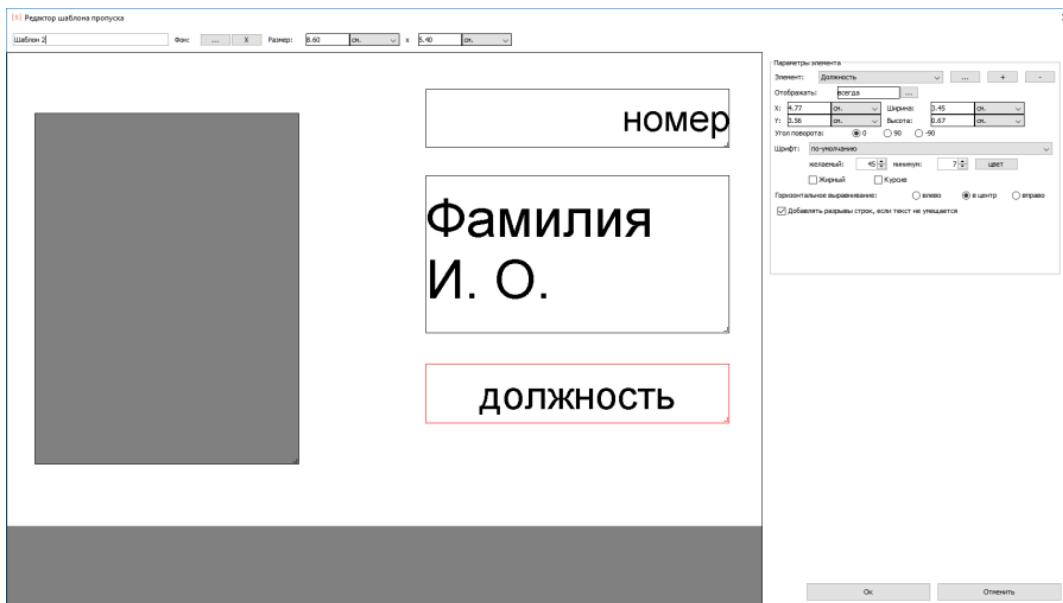 [S] Редактор шаблона пропуска
Шаблон 2 Фон: ... X Размер: 8.60 см. x 5.40 см.
номер
Фамилия
И. О.
должность
Параметры элемента
Элемент: Должность ... + -
Отображать: всегда ...
X: 4.77 см. Ширина: 3.45 см.
Y: 3.56 см. Высота: 0.67 см.
Угол поворота: 0 90 -90
Шрифт: по-умолчанию
желаемый: 45 минимум: 7 цвет
Жирный Курсив
Горизонтальное выравнивание: влево в центр вправо
Добавлять разрывы строк, если текст не умещается
Ок Отменить